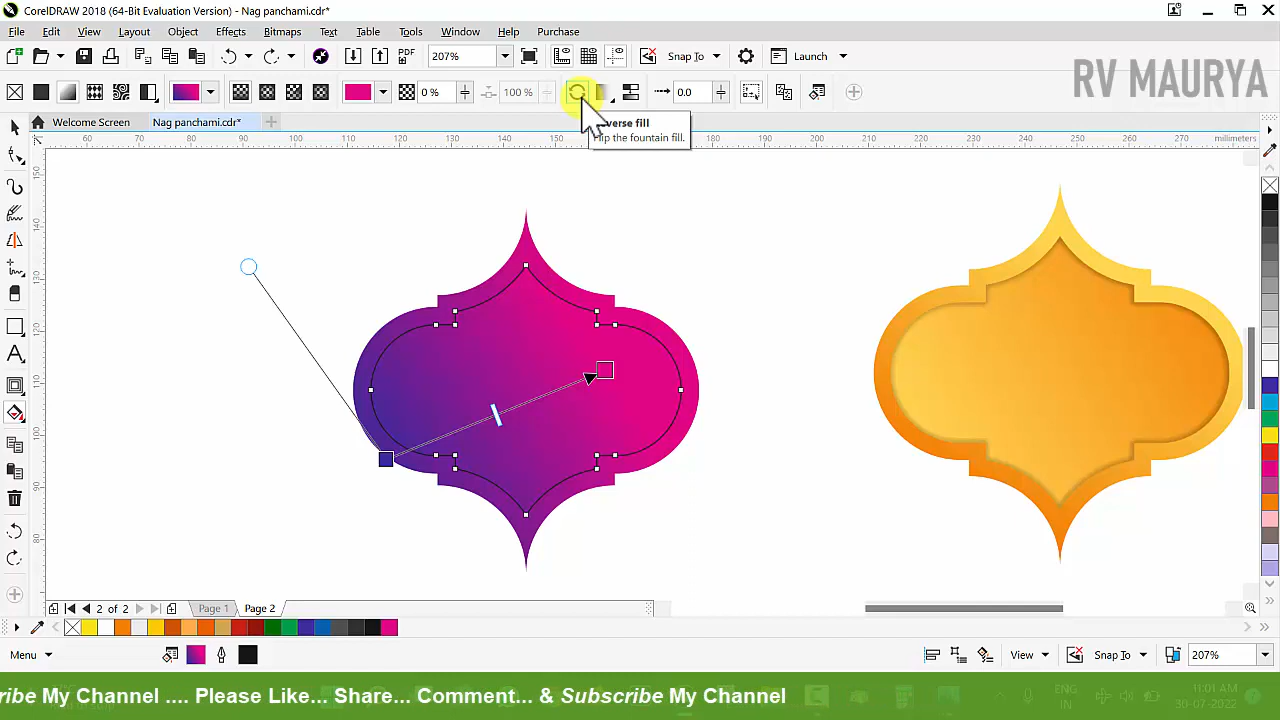 CorelDRAW 2018 (64-Bit Evaluation Version) - Nag panchami.cdr*
File Edit View Layout Object Effects Bitmaps Text Table Tools Window Help Purchase
207% PDF Snap To Launch
0 % 100 % 0.0
RV MAURYA
Welcome Screen Nag panchami.cdr*
verse fill
lip the fountain fill.
60 70 80 90 100 110 120 130 140 150 160 170 180 190 200 210 220 230 240 250 260 270 millimeters
150
140
130
120
110
100
90
80
2 of 2 Page 1 Page 2
Menu View Snap To 207%
ribe My Channel .... Please Like... Share... Comment... & Subscribe My Channel
ENG
IN
11:01 AM
30-07-2022